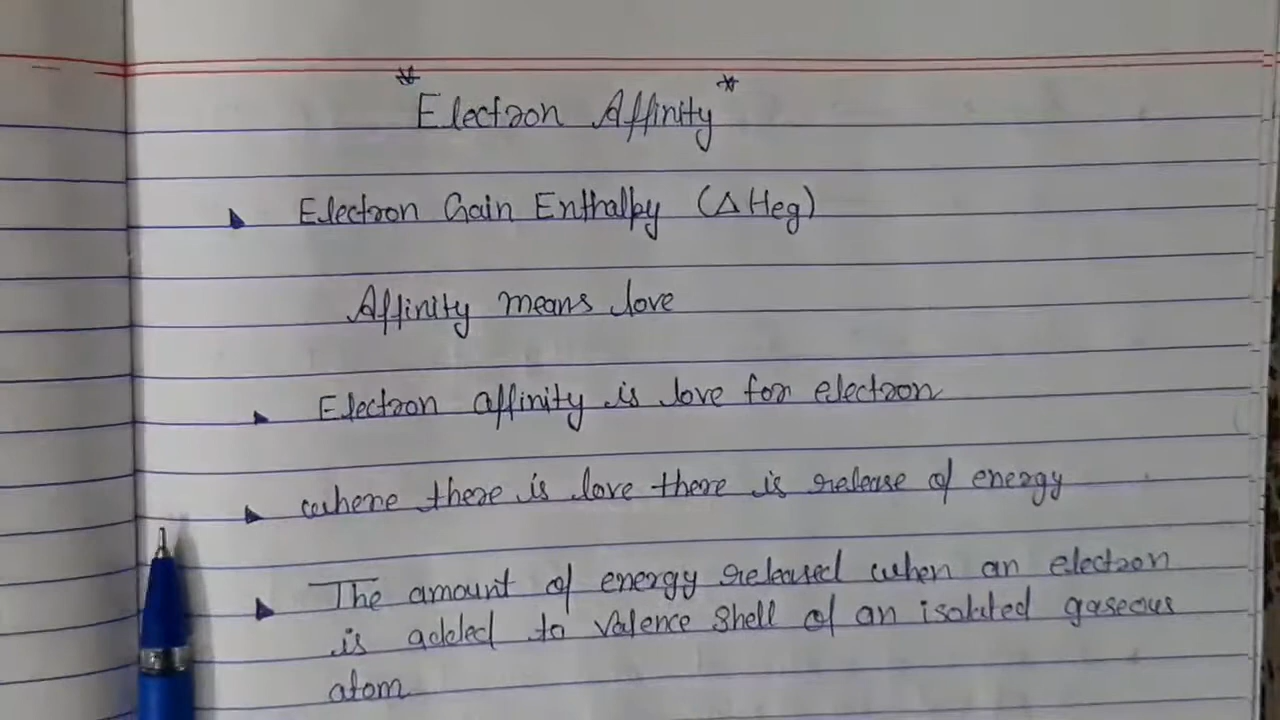 * Electron Affinity *
▸ Electron Gain Enthalpy (Δ Heg)
Affinity means love
▸ Electron affinity is love for electron
▸ where there is love there is release of energy
▸ The amount of energy released when an electron
is added to valence shell of an isolated gaseous
atom